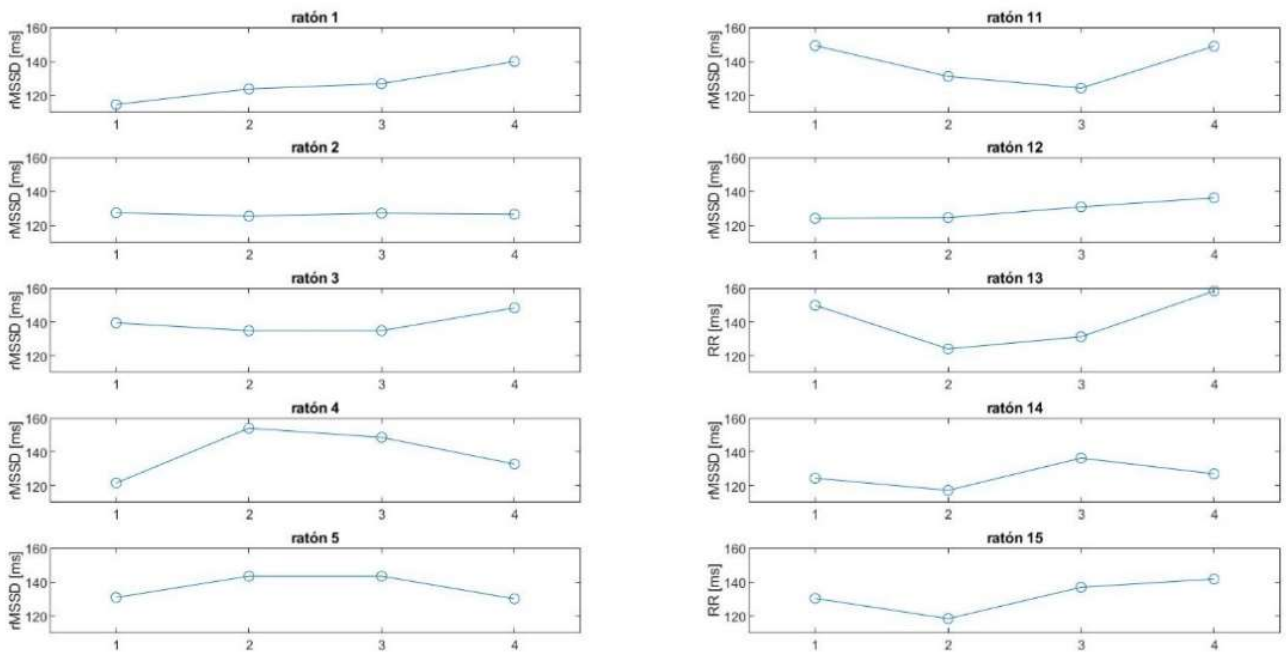 ratón 1
rMSSD [ms]
160
140
120
1 2 3 4
ratón 2
rMSSD [ms]
160
140
120
1 2 3 4
ratón 3
rMSSD [ms]
160
140
120
1 2 3 4
ratón 4
rMSSD [ms]
160
140
120
1 2 3 4
ratón 5
rMSSD [ms]
160
140
120
1 2 3 4
ratón 11
rMSSD [ms]
160
140
120
1 2 3 4
ratón 12
rMSSD [ms]
160
140
120
1 2 3 4
ratón 13
RR [ms]
160
140
120
1 2 3 4
ratón 14
rMSSD [ms]
160
140
120
1 2 3 4
ratón 15
RR [ms]
160
140
120
1 2 3 4